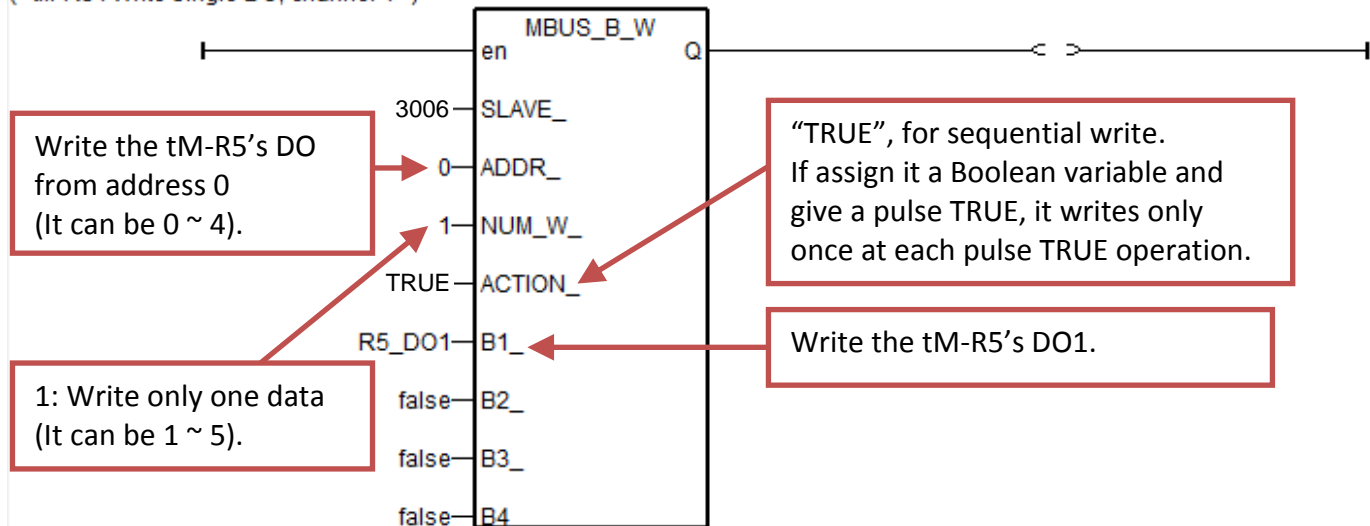 MBUS_B_W
en Q
3006 SLAVE_
0 ADDR_
1 NUM_W_
TRUE ACTION_
R5_DO1 B1_
false B2_
false B3_
false B4
Write the tM-R5’s DO
from address 0
(It can be 0 ~ 4).
1: Write only one data
(It can be 1 ~ 5).
“TRUE”, for sequential write.
If assign it a Boolean variable and
give a pulse TRUE, it writes only
once at each pulse TRUE operation.
Write the tM-R5’s DO1.